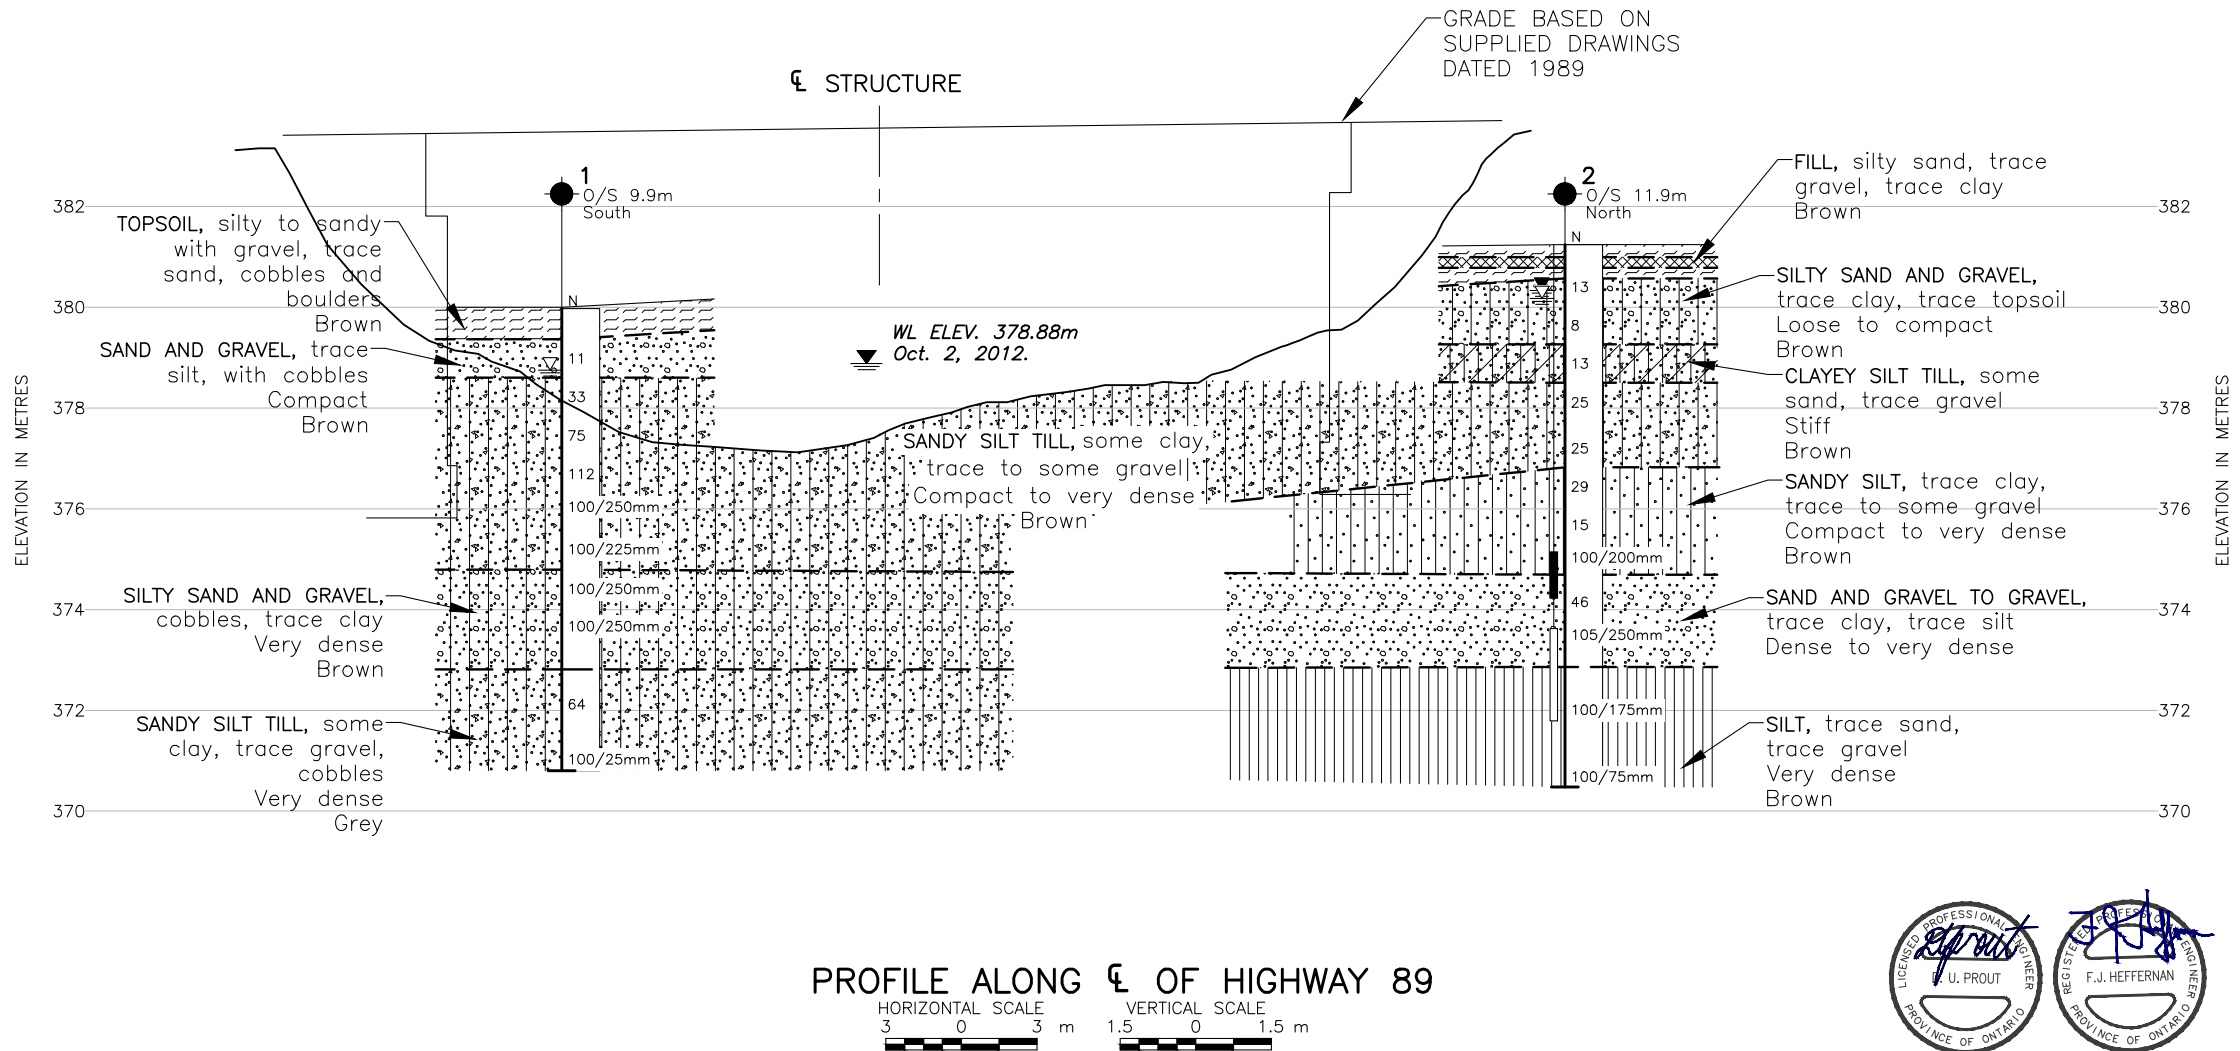 GRADE BASED ON
SUPPLIED DRAWINGS
DATED 1989
℄ STRUCTURE
1
O/S 9.9m
South
2
O/S 11.9m
North
382
380
378
376
374
372
370
ELEVATION IN METRES
TOPSOIL, silty to sandy
with gravel, trace
sand, cobbles and
boulders
Brown
SAND AND GRAVEL, trace
silt, with cobbles
Compact
Brown
SILTY SAND AND GRAVEL,
cobbles, trace clay
Very dense
Brown
SANDY SILT TILL, some
clay, trace gravel,
cobbles
Very dense
Grey
N
11
33
75
112
100/250mm
100/225mm
100/250mm
100/250mm
64
100/25mm
WL ELEV. 378.88m
Oct. 2, 2012.
SANDY SILT TILL, some clay,
trace to some gravel
Compact to very dense
Brown
N
13
8
13
25
25
29
15
100/200mm
46
105/250mm
100/175mm
100/75mm
FILL, silty sand, trace
gravel, trace clay
Brown
SILTY SAND AND GRAVEL,
trace clay, trace topsoil
Loose to compact
Brown
CLAYEY SILT TILL, some
sand, trace gravel
Stiff
Brown
SANDY SILT, trace clay,
trace to some gravel
Compact to very dense
Brown
SAND AND GRAVEL TO GRAVEL,
trace clay, trace silt
Dense to very dense
SILT, trace sand,
trace gravel
Very dense
Brown
382
380
378
376
374
372
370
ELEVATION IN METRES
PROFILE ALONG ℄ OF HIGHWAY 89
HORIZONTAL SCALE
3 0 3 m
VERTICAL SCALE
1.5 0 1.5 m
LICENSED PROFESSIONAL ENGINEER
U. PROUT
PROVINCE OF ONTARIO
REGISTERED PROFESSIONAL ENGINEER
F.J. HEFFERNAN
PROVINCE OF ONTARIO